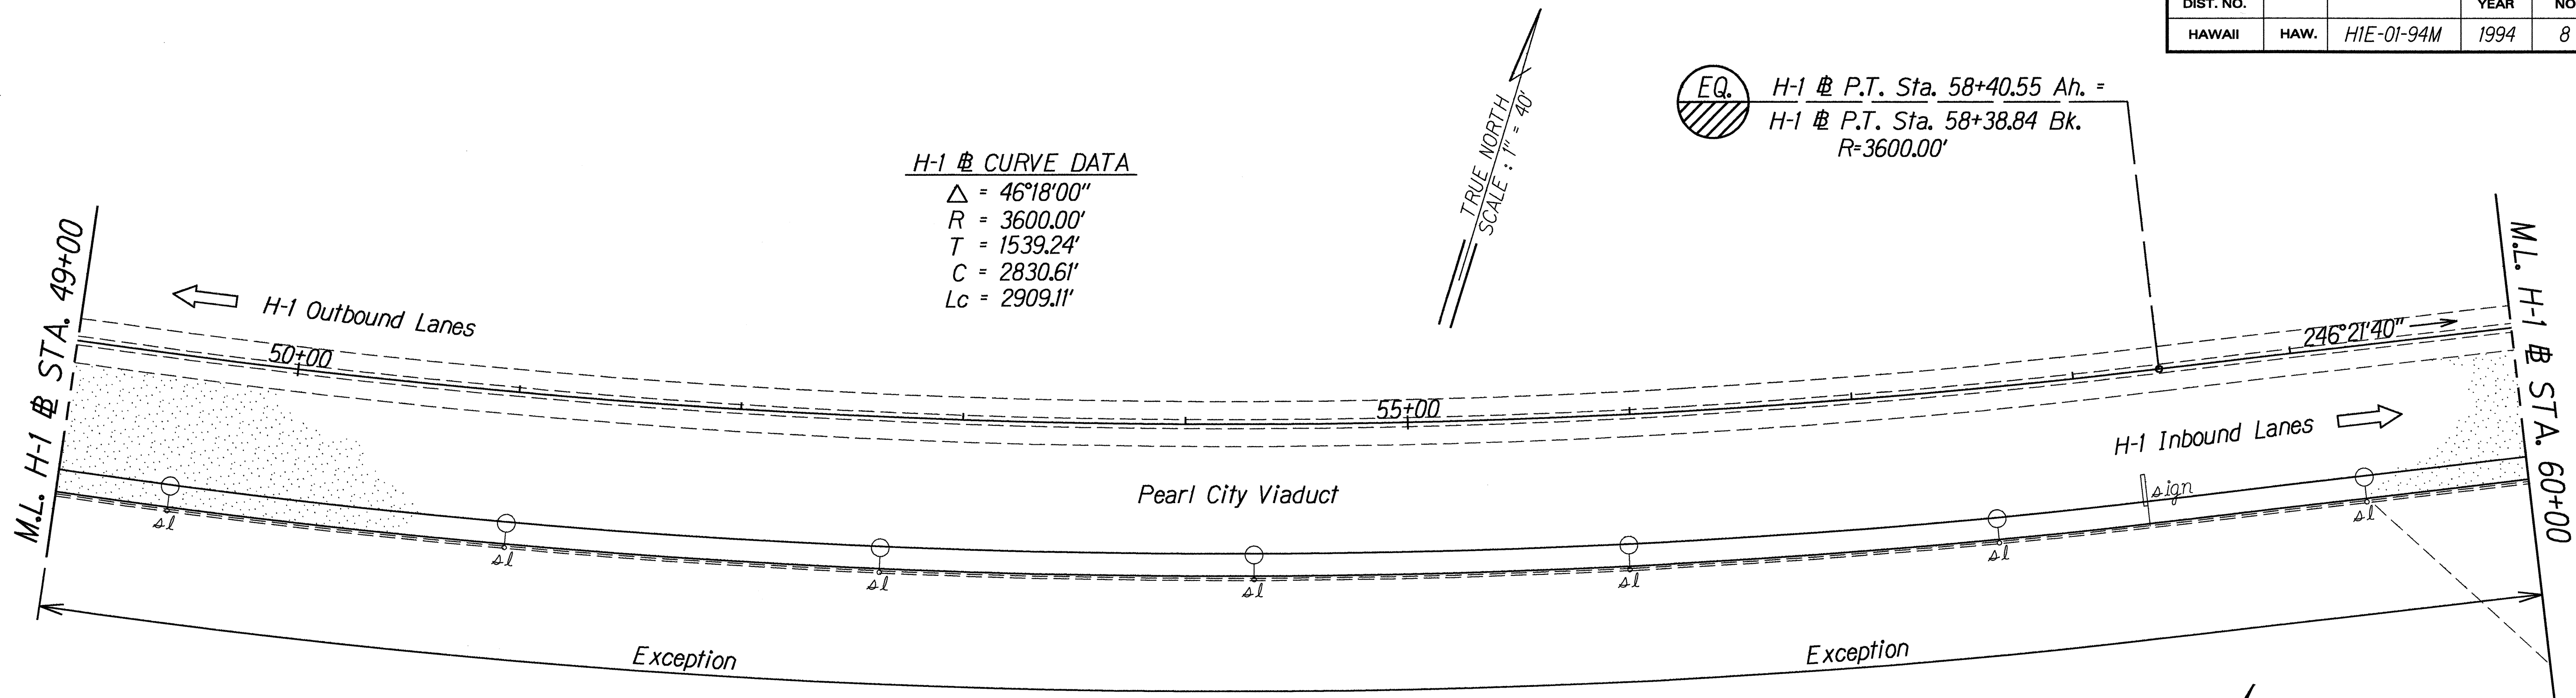 DIST. NO. YEAR NO
HAWAII HAW. H1E-01-94M 1994 8
EQ. H-1 ⅊ P.T. Sta. 58+40.55 Ah. =
H-1 ⅊ P.T. Sta. 58+38.84 Bk.
R=3600.00'
TRUE NORTH
SCALE : 1" = 40'
H-1 ⅊ CURVE DATA
△ = 46°18'00"
R = 3600.00'
T = 1539.24'
C = 2830.61'
Lc = 2909.11'
M.L. H-1 ⅊ STA. 49+00
H-1 Outbound Lanes
50+00
55+00
246°21'40"
M.L. H-1 ⅊ STA. 60+00
H-1 Inbound Lanes
Pearl City Viaduct
sign
sl
sl
sl
sl
sl
sl
sl
Exception
Exception